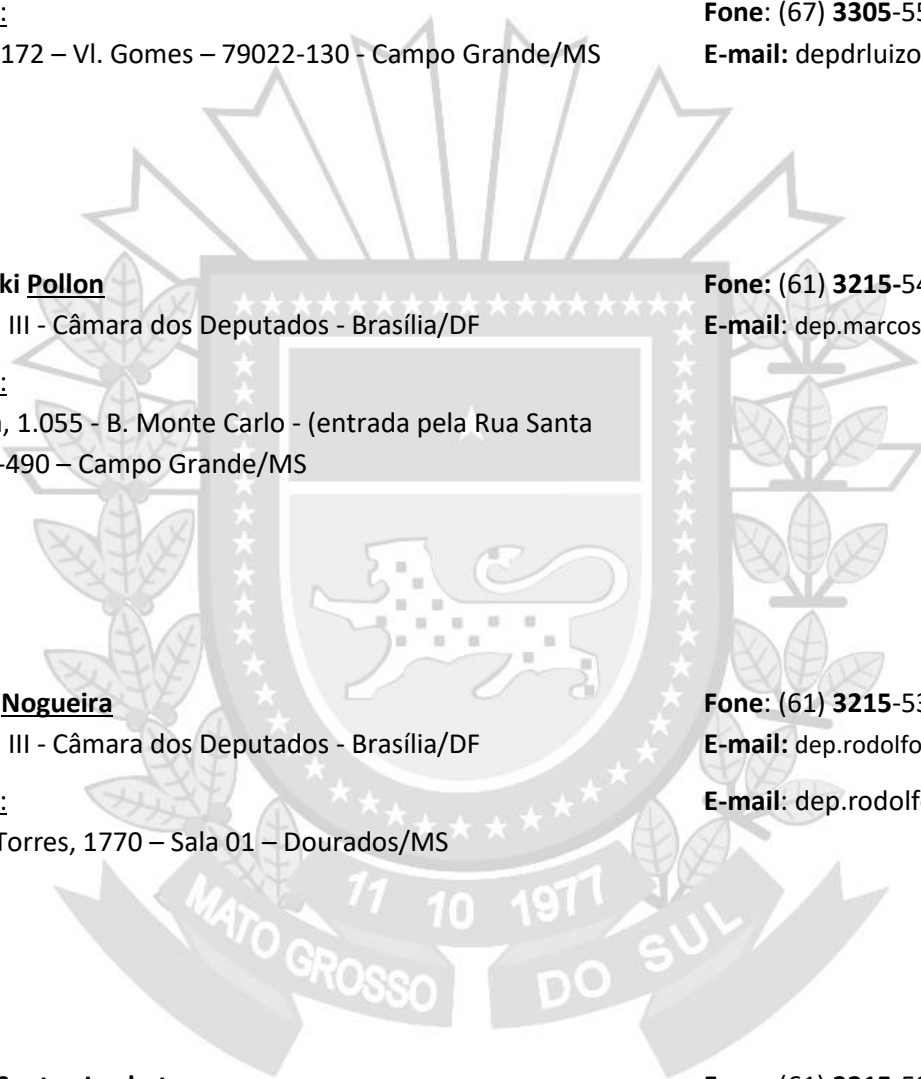 :
Fone: (67) 3305-55
172 – Vl. Gomes – 79022-130 - Campo Grande/MS
E-mail: depdrluizo
ki Pollon
Fone: (61) 3215-54
III - Câmara dos Deputados - Brasília/DF
E-mail: dep.marcos
:
, 1.055 - B. Monte Carlo - (entrada pela Rua Santa
-490 – Campo Grande/MS
Nogueira
Fone: (61) 3215-53
III - Câmara dos Deputados - Brasília/DF
E-mail: dep.rodolfo
:
E-mail: dep.rodolf
Torres, 1770 – Sala 01 – Dourados/MS
11 10 1977
MATO GROSSO DO SUL